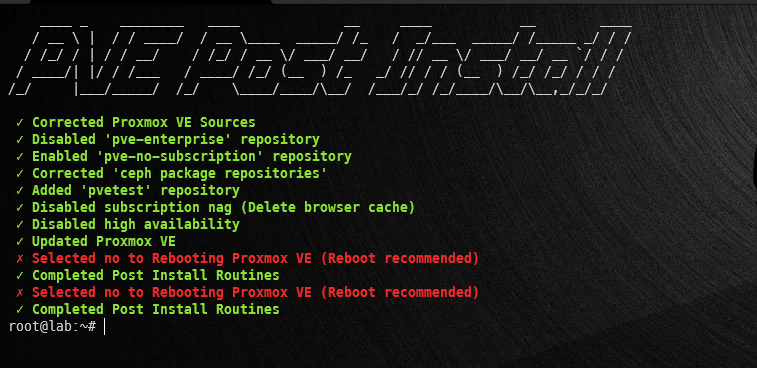 PVE Post Install
✓ Corrected Proxmox VE Sources
✓ Disabled 'pve-enterprise' repository
✓ Enabled 'pve-no-subscription' repository
✓ Corrected 'ceph package repositories'
✓ Added 'pvetest' repository
✓ Disabled subscription nag (Delete browser cache)
✓ Disabled high availability
✓ Updated Proxmox VE
✗ Selected no to Rebooting Proxmox VE (Reboot recommended)
✓ Completed Post Install Routines
✗ Selected no to Rebooting Proxmox VE (Reboot recommended)
✓ Completed Post Install Routines
root@lab:~#